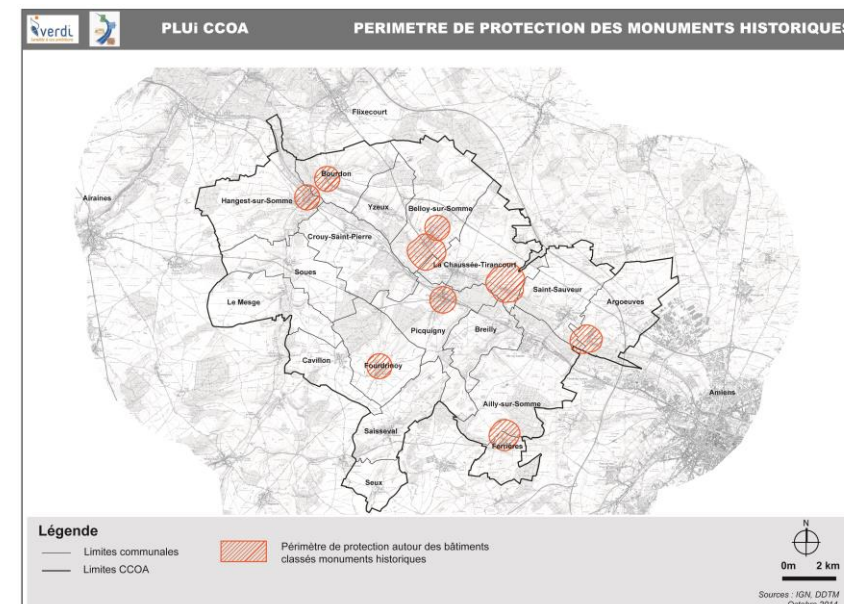 verdi
PLUi CCOA
PERIMETRE DE PROTECTION DES MONUMENTS HISTORIQUES
Flixecourt
Bourdon
Airaines
Hangest-sur-Somme
Yzeux
Belloy-sur-Somme
Crouy-Saint-Pierre
La Chaussée-Tirancourt
Soues
Saint-Sauveur
Le Mesge
Argoeuves
Picquigny
Breilly
Cavillon
Fourdrinoy
Amiens
Ailly-sur-Somme
Saisseval
Ferrières
Seux
Légende
Limites communales
Limites CCOA
Périmètre de protection autour des bâtiments
classés monuments historiques
N
0m 2 km
Sources : IGN, DDTM
Octobre 2014